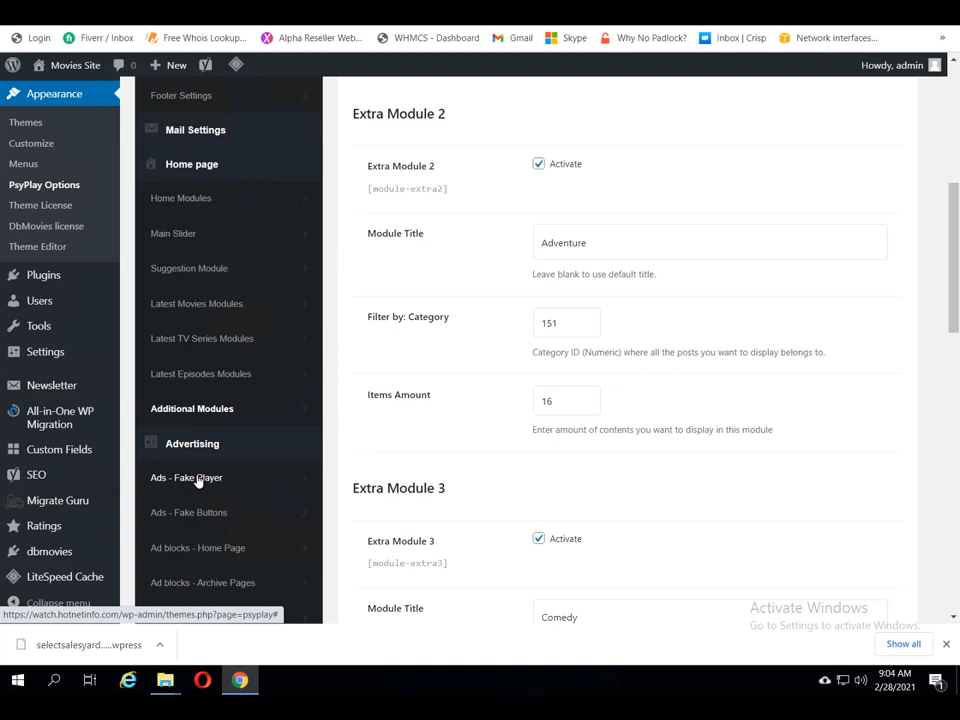 Login
Fiverr / Inbox
Free Whois Lookup...
Alpha Reseller Web...
WHMCS - Dashboard
Gmail
Skype
Why No Padlock?
Inbox | Crisp
Network interfaces...
»
Movies Site
0
New
Howdy, admin
Appearance
Themes
Customize
Menus
PsyPlay Options
Theme License
DbMovies license
Theme Editor
Plugins
Users
Tools
Settings
Newsletter
All-in-One WP
Migration
Custom Fields
SEO
Migrate Guru
Ratings
dbmovies
LiteSpeed Cache
Collapse menu
Footer Settings
Mail Settings
Home page
Home Modules
Main Slider
Suggestion Module
Latest Movies Modules
Latest TV Series Modules
Latest Episodes Modules
Additional Modules
Advertising
Ads - Fake Player
Ads - Fake Buttons
Ad blocks - Home Page
Ad blocks - Archive Pages
Extra Module 2
Extra Module 2
Activate
[module-extra2]
Module Title
Adventure
Leave blank to use default title.
Filter by: Category
151
Category ID (Numeric) where all the posts you want to display belongs to.
Items Amount
16
Enter amount of contents you want to display in this module
Extra Module 3
Extra Module 3
Activate
[module-extra3]
Module Title
Comedy
Activate Windows
Go to Settings to activate Windows.
https://watch.hotnetinfo.com/wp-admin/themes.php?page=psyplay#
selectsalesyard.....wpress
Show all
9:04 AM
2/28/2021
1